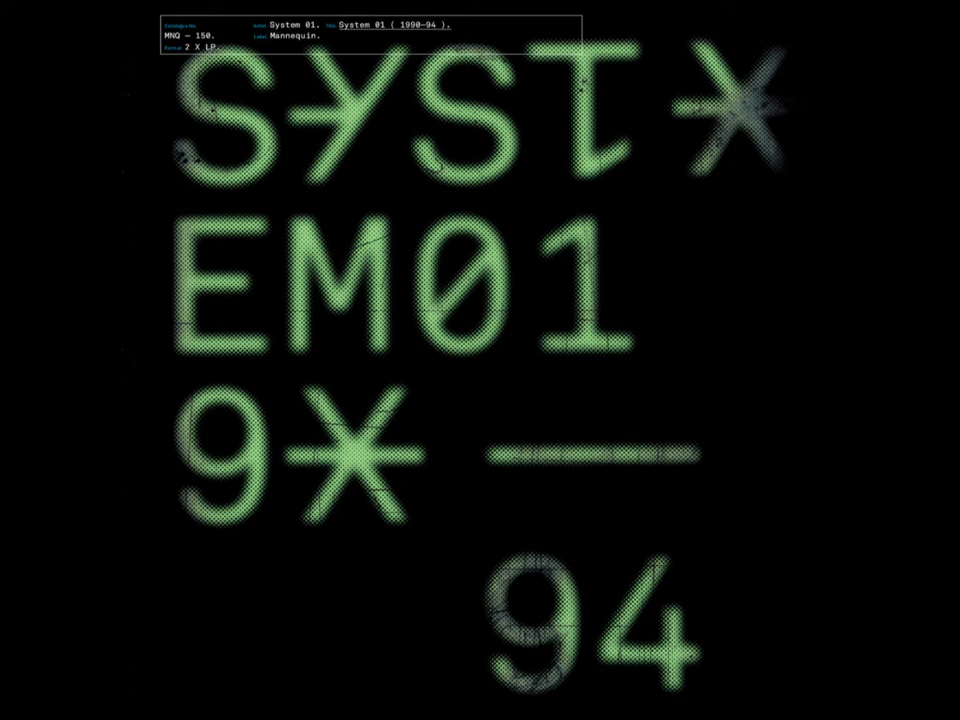 Catalogue No. Artist. System 01. Title. System 01 ( 1990–94 ).
MNQ — 150. Label. Mannequin.
Format. 2 X LP.
SYST*
EM01
9* —
94